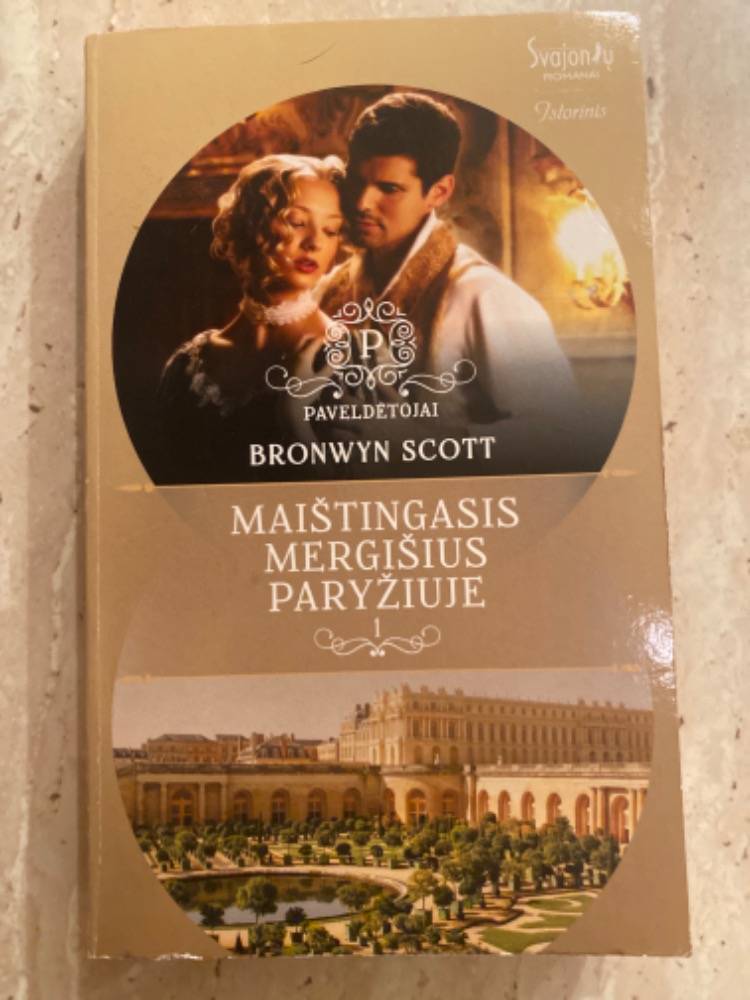 Svajonių
ROMANAI
Istorinis
P
PAVELDĖTOJAI
BRONWYN SCOTT
MAIŠTINGASIS
MERGIŠIUS
PARYŽIUJE
1